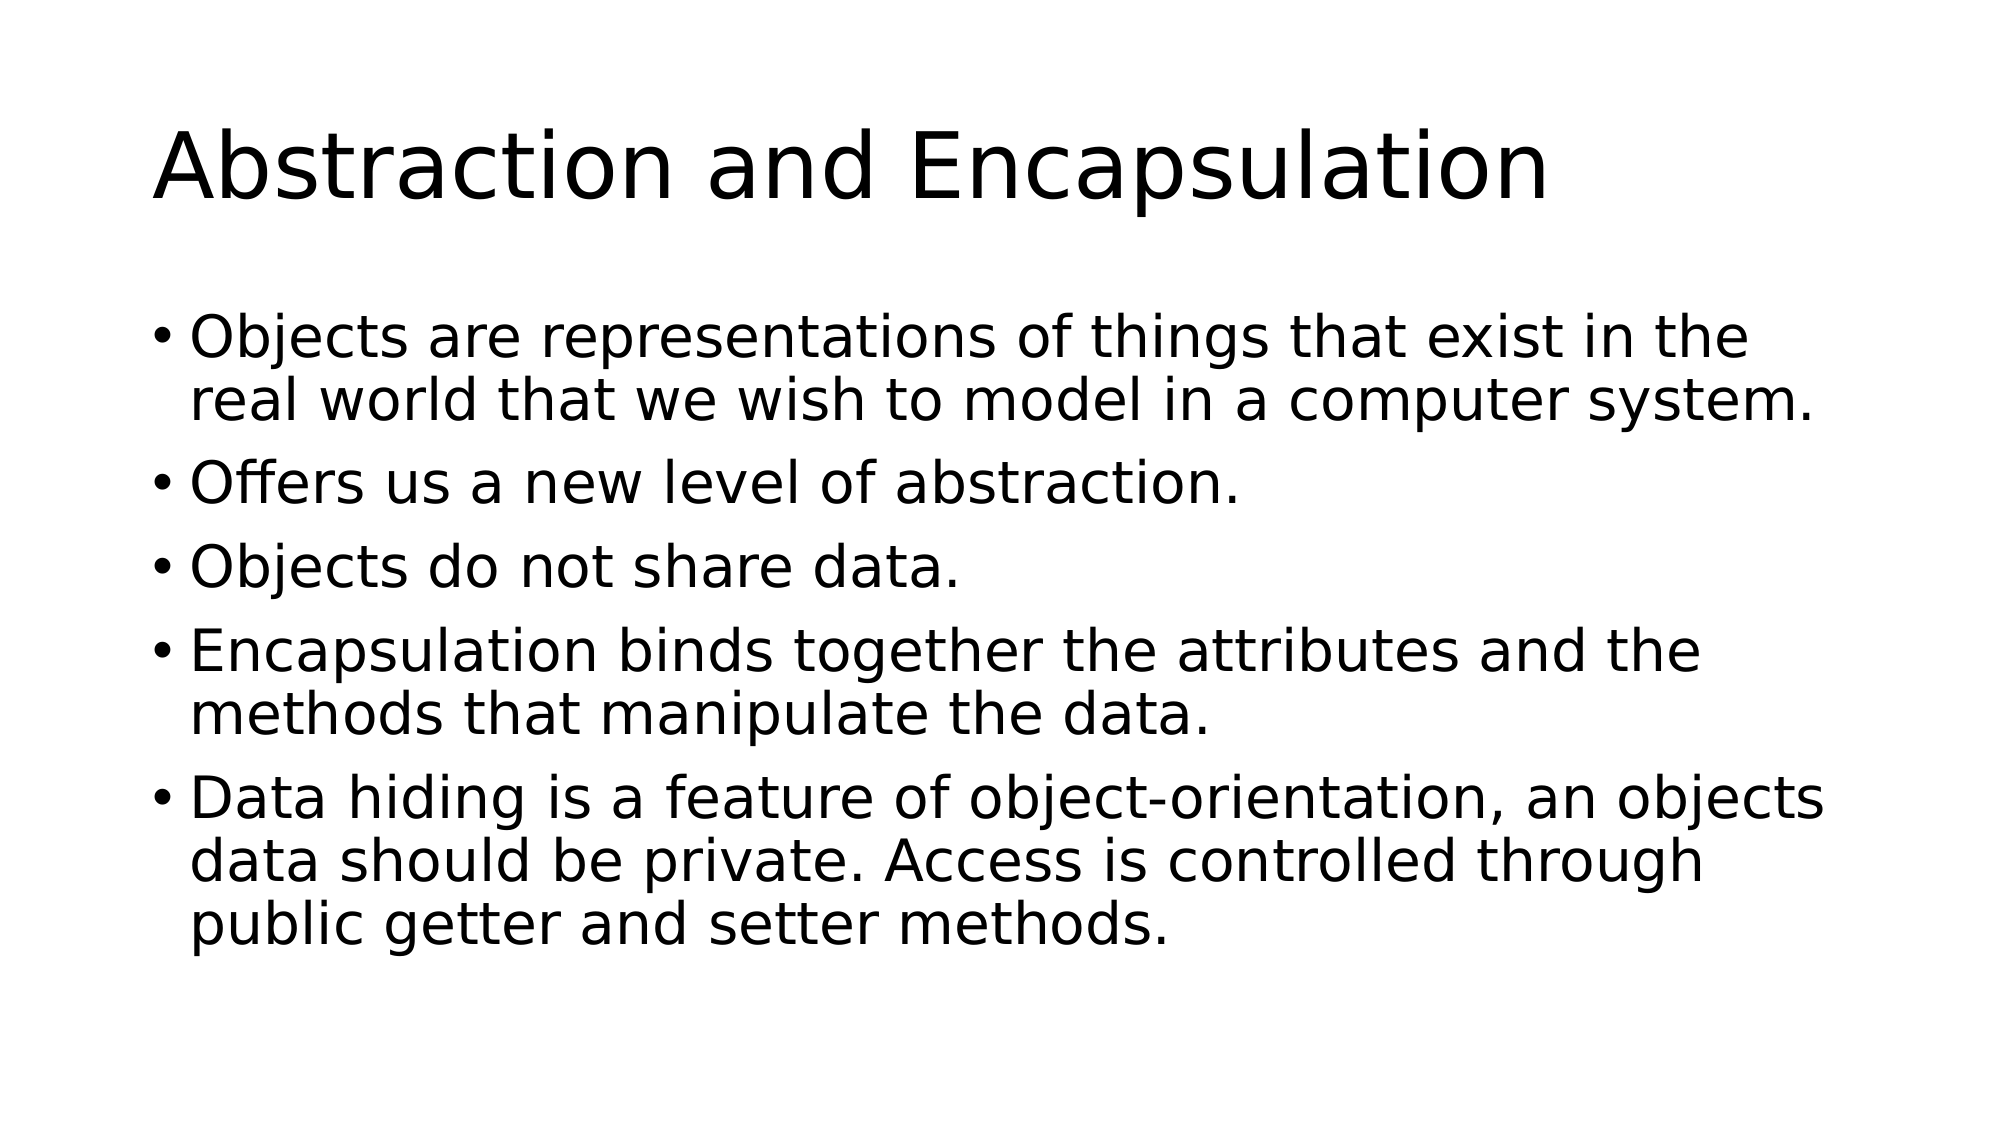 Abstraction and Encapsulation
• Objects are representations of things that exist in the
real world that we wish to model in a computer system.
• Offers us a new level of abstraction.
• Objects do not share data.
• Encapsulation binds together the attributes and the
methods that manipulate the data.
• Data hiding is a feature of object-orientation, an objects
data should be private. Access is controlled through
public getter and setter methods.